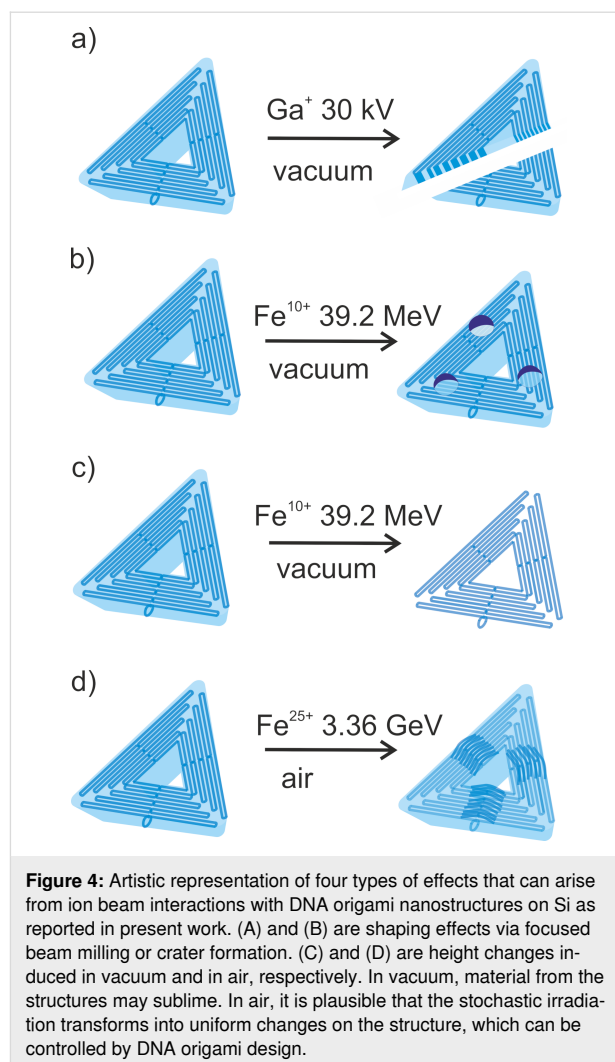 a)
Ga⁺ 30 kV
vacuum
b)
Fe¹⁰⁺ 39.2 MeV
vacuum
c)
Fe¹⁰⁺ 39.2 MeV
vacuum
d)
Fe²⁵⁺ 3.36 GeV
air
Figure 4: Artistic representation of four types of effects that can arise
from ion beam interactions with DNA origami nanostructures on Si as
reported in present work. (A) and (B) are shaping effects via focused
beam milling or crater formation. (C) and (D) are height changes in-
duced in vacuum and in air, respectively. In vacuum, material from the
structures may sublime. In air, it is plausible that the stochastic irradia-
tion transforms into uniform changes on the structure, which can be
controlled by DNA origami design.